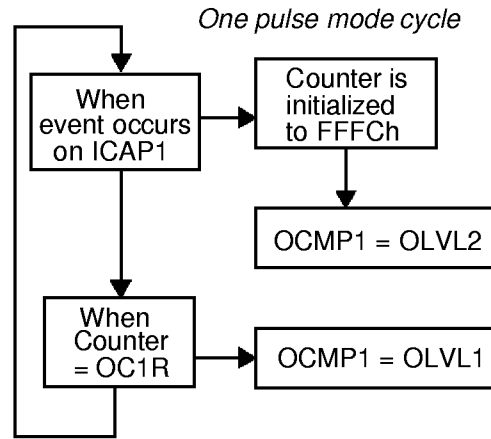 One pulse mode cycle
When
event occurs
on ICAP1
Counter is
initialized
to FFFCh
OCMP1 = OLVL2
When
Counter
= OC1R
OCMP1 = OLVL1